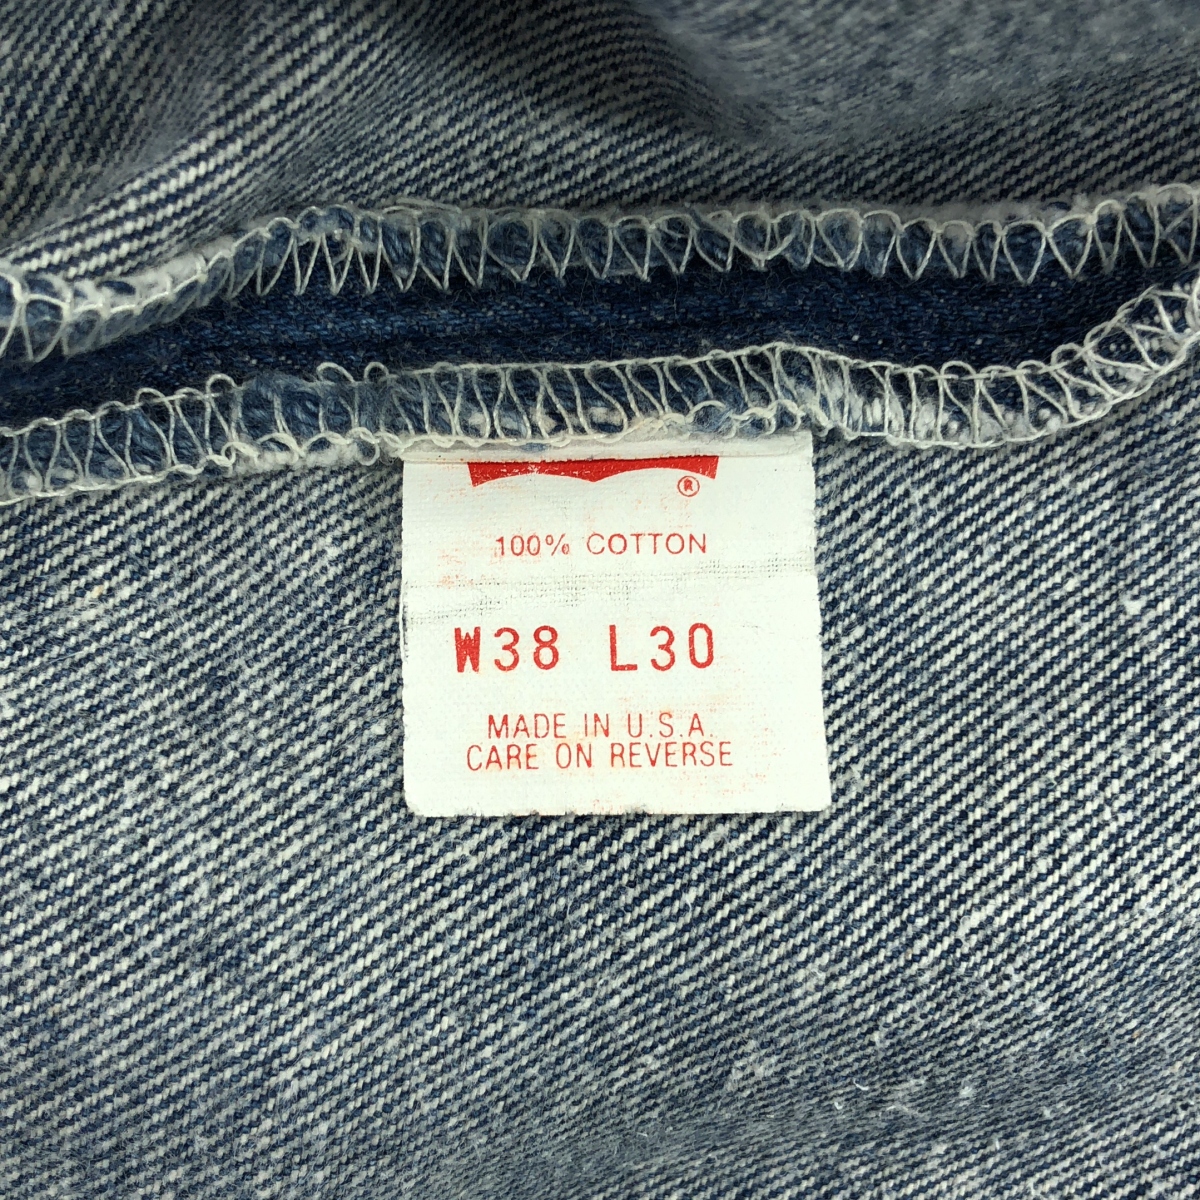 ®
100% COTTON
W38 L30
MADE IN U.S.A.
CARE ON REVERSE